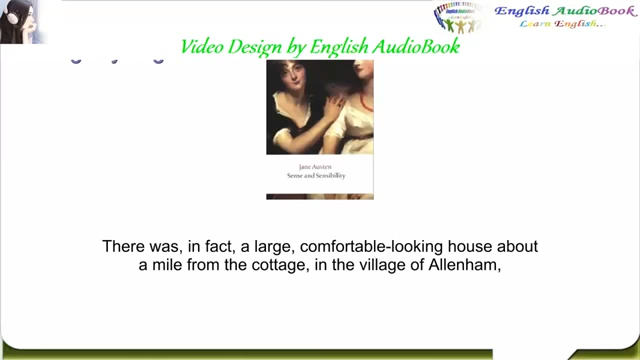 English AudioBook
Learn English...
Video Design by English AudioBook
Jane Austen
Sense and Sensibility
There was, in fact, a large, comfortable-looking house about
a mile from the cottage, in the village of Allenham,